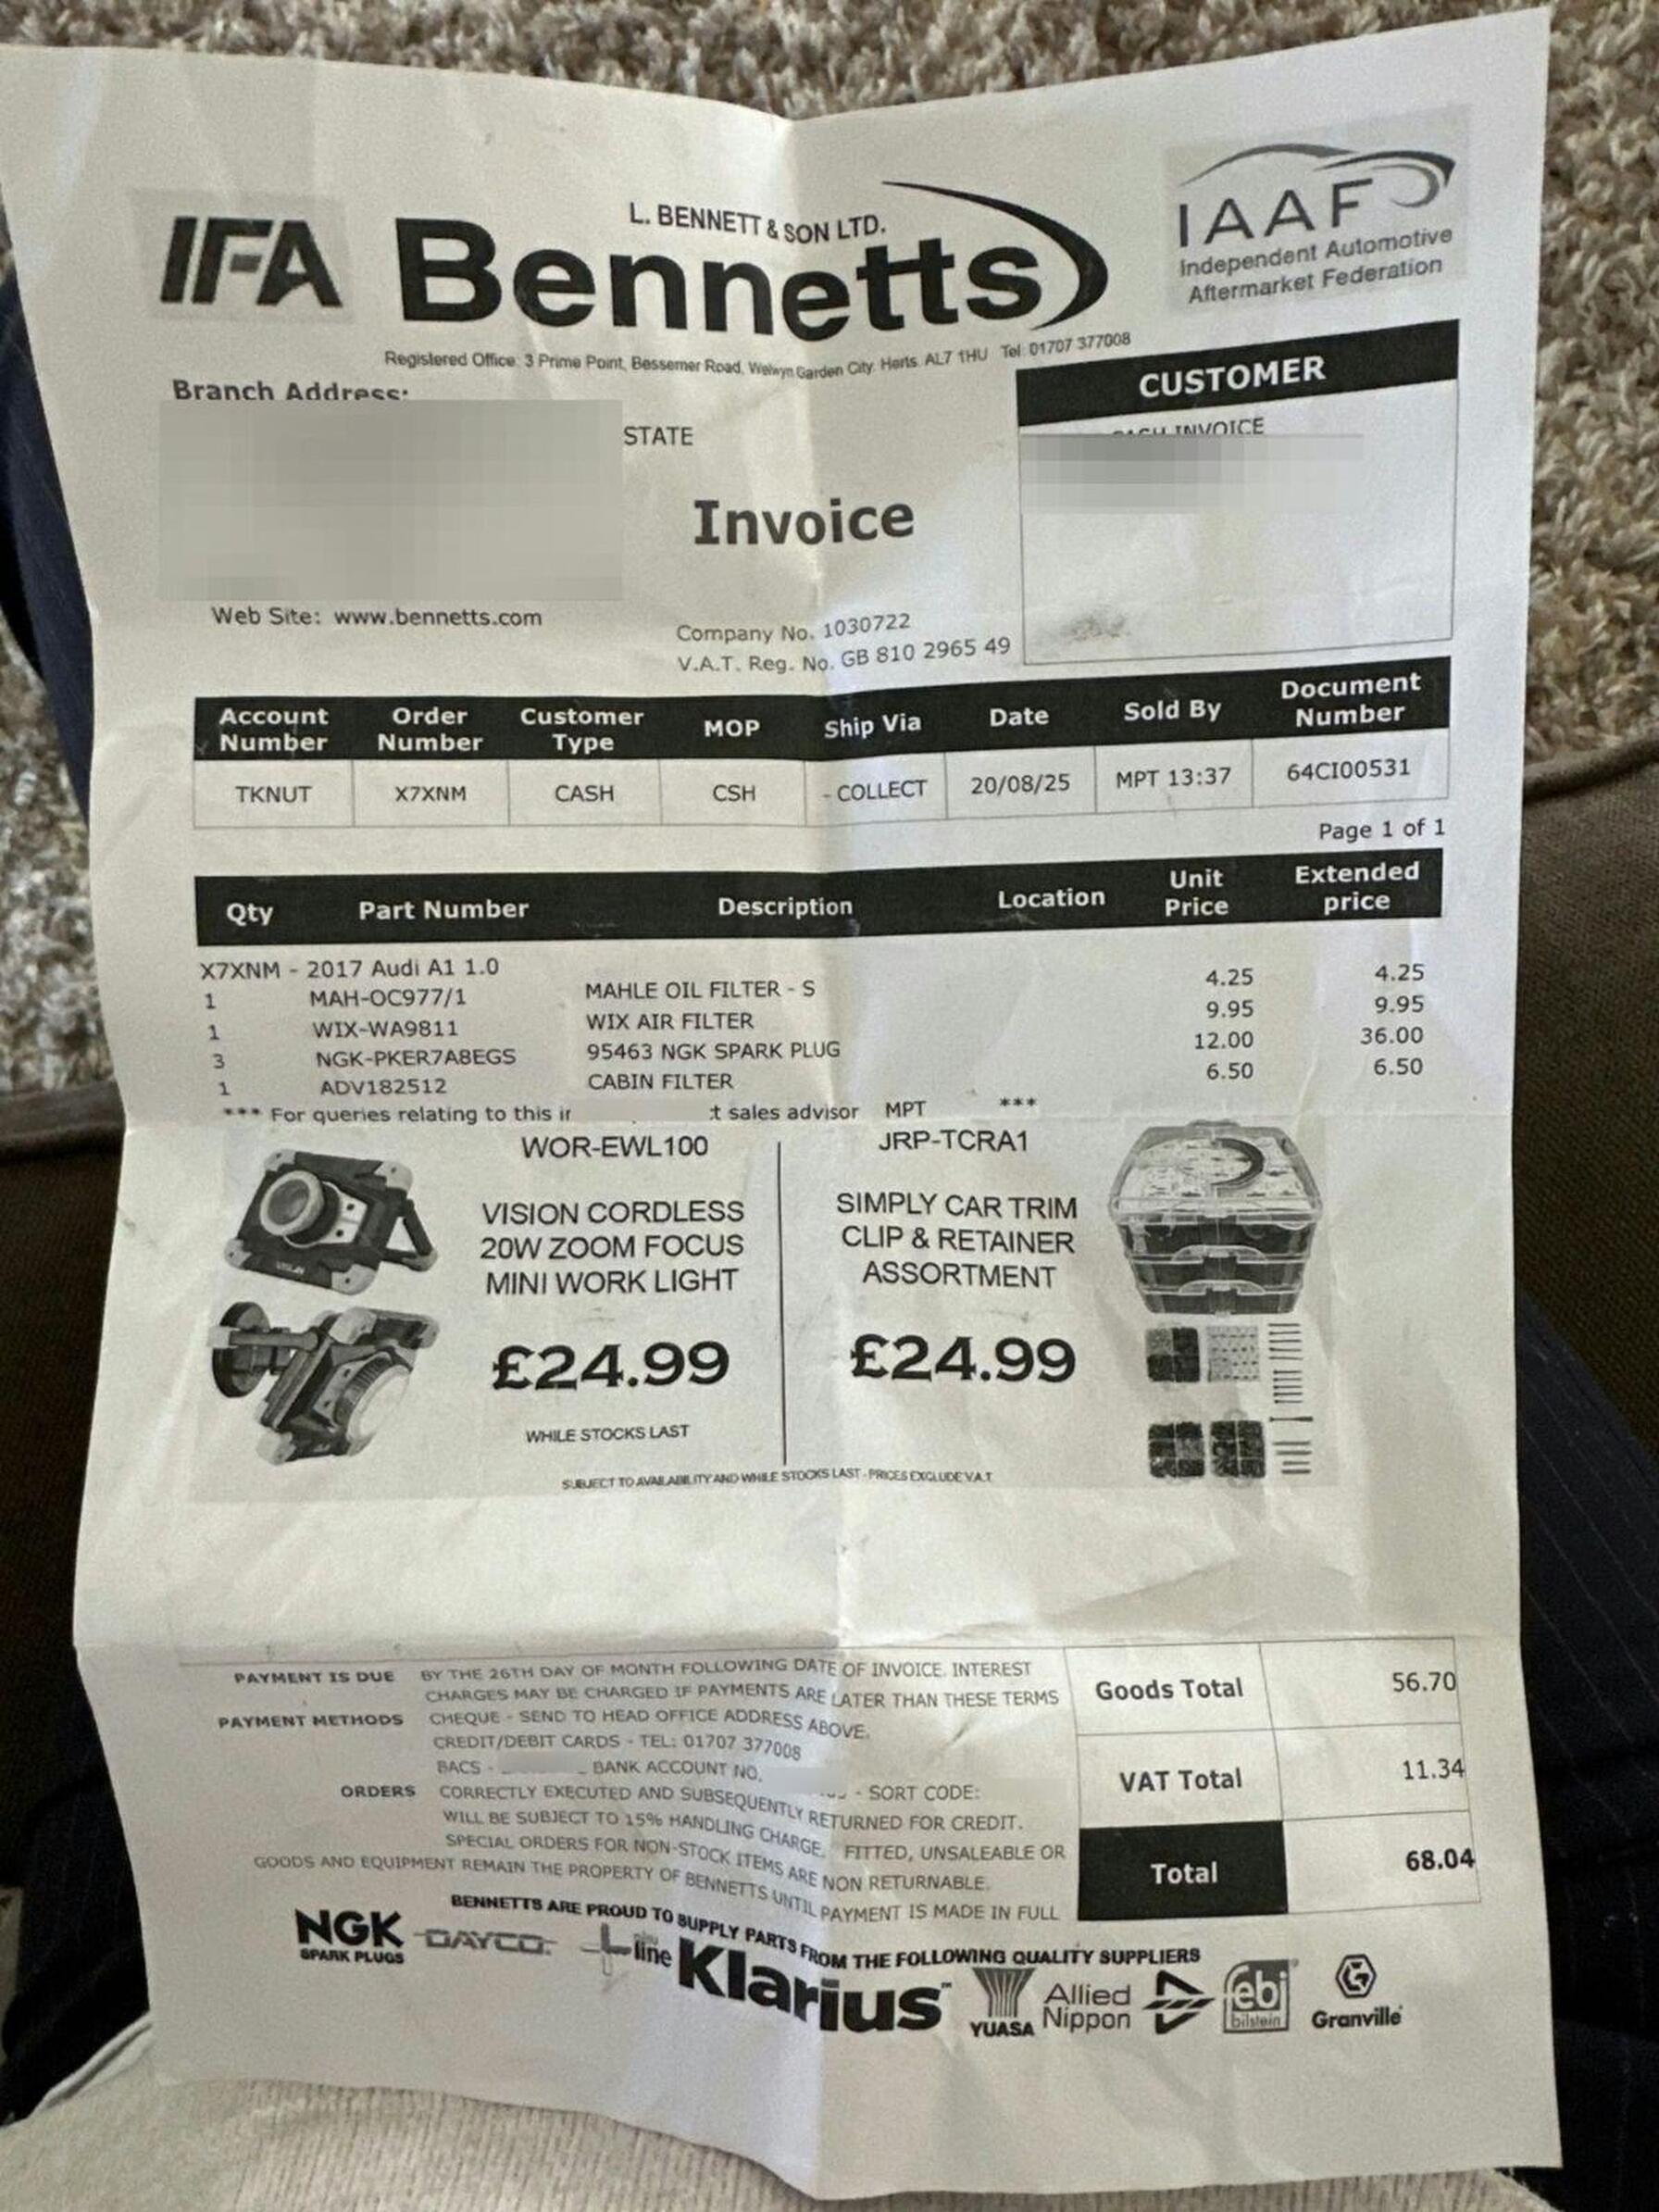 IFA
L. BENNETT & SON LTD.
Bennetts
IAAF
Independent Automotive
Aftermarket Federation
Registered Office: 3 Prime Point, Bessemer Road, Welwyn Garden City. Herts. AL7 1HU Tel: 01707 377008
Branch Address:
STATE
CUSTOMER
CASH INVOICE
Invoice
Web Site: www.bennetts.com
Company No. 1030722
V.A.T. Reg. No. GB 810 2965 49
Account Number Order Number Customer Type MOP Ship Via Date Sold By Document Number
TKNUT X7XNM CASH CSH - COLLECT 20/08/25 MPT 13:37 64CI00531
Page 1 of 1
Qty Part Number Description Location Unit Price Extended price
X7XNM - 2017 Audi A1 1.0
1 MAH-OC977/1 MAHLE OIL FILTER - S 4.25 4.25
1 WIX-WA9811 WIX AIR FILTER 9.95 9.95
3 NGK-PKER7A8EGS 95463 NGK SPARK PLUG 12.00 36.00
1 ADV182512 CABIN FILTER 6.50 6.50
*** For queries relating to this ir t sales advisor MPT ***
WOR-EWL100
VISION CORDLESS
20W ZOOM FOCUS
MINI WORK LIGHT
£24.99
WHILE STOCKS LAST
JRP-TCRA1
SIMPLY CAR TRIM
CLIP & RETAINER
ASSORTMENT
£24.99
SUBJECT TO AVAILABILITY AND WHILE STOCKS LAST - PRICES EXCLUDE V.A.T.
PAYMENT IS DUE BY THE 26TH DAY OF MONTH FOLLOWING DATE OF INVOICE. INTEREST
CHARGES MAY BE CHARGED IF PAYMENTS ARE LATER THAN THESE TERMS
PAYMENT METHODS CHEQUE - SEND TO HEAD OFFICE ADDRESS ABOVE.
CREDIT/DEBIT CARDS - TEL: 01707 377008
BACS - BANK ACCOUNT NO. - SORT CODE:
ORDERS CORRECTLY EXECUTED AND SUBSEQUENTLY RETURNED FOR CREDIT.
WILL BE SUBJECT TO 15% HANDLING CHARGE. FITTED, UNSALEABLE OR
SPECIAL ORDERS FOR NON-STOCK ITEMS ARE NON RETURNABLE.
GOODS AND EQUIPMENT REMAIN THE PROPERTY OF BENNETTS UNTIL PAYMENT IS MADE IN FULL
Goods Total 56.70
VAT Total 11.34
Total 68.04
BENNETTS ARE PROUD TO SUPPLY PARTS FROM THE FOLLOWING QUALITY SUPPLIERS
NGK
SPARK PLUGS
DAYCO
Lline
Klarius™
YUASA
Allied
Nippon
febi
bilstein
Granville